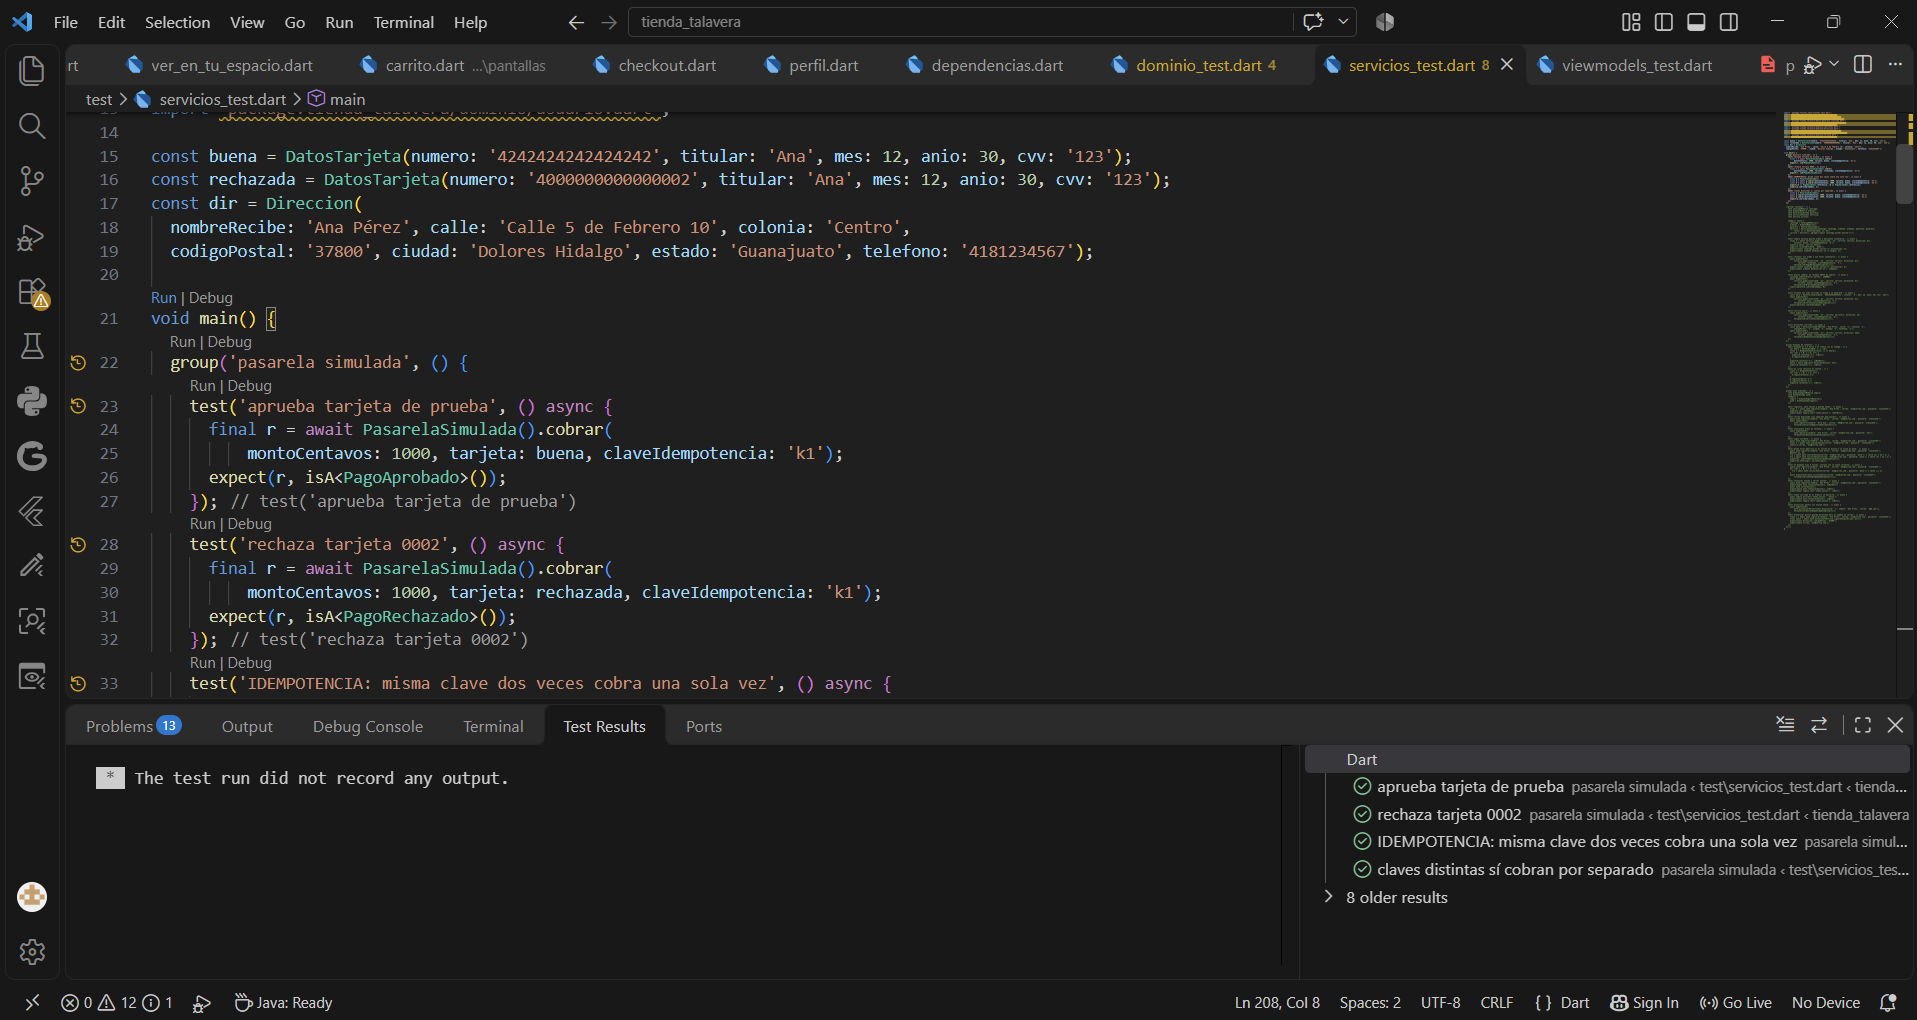 File Edit Selection View Go Run Terminal Help
tienda_talavera
rt ver_en_tu_espacio.dart carrito.dart ...\pantallas checkout.dart perfil.dart dependencias.dart dominio_test.dart 4 servicios_test.dart 8 viewmodels_test.dart p
test > servicios_test.dart > main
14
15 const buena = DatosTarjeta(numero: '4242424242424242', titular: 'Ana', mes: 12, anio: 30, cvv: '123');
16 const rechazada = DatosTarjeta(numero: '4000000000000002', titular: 'Ana', mes: 12, anio: 30, cvv: '123');
17 const dir = Direccion(
18 nombreRecibe: 'Ana Pérez', calle: 'Calle 5 de Febrero 10', colonia: 'Centro',
19 codigoPostal: '37800', ciudad: 'Dolores Hidalgo', estado: 'Guanajuato', telefono: '4181234567');
20
Run | Debug
21 void main() {
Run | Debug
22 group('pasarela simulada', () {
Run | Debug
23 test('aprueba tarjeta de prueba', () async {
24 final r = await PasarelaSimulada().cobrar(
25 montoCentavos: 1000, tarjeta: buena, claveIdempotencia: 'k1');
26 expect(r, isA<PagoAprobado>());
27 }); // test('aprueba tarjeta de prueba')
Run | Debug
28 test('rechaza tarjeta 0002', () async {
29 final r = await PasarelaSimulada().cobrar(
30 montoCentavos: 1000, tarjeta: rechazada, claveIdempotencia: 'k1');
31 expect(r, isA<PagoRechazado>());
32 }); // test('rechaza tarjeta 0002')
Run | Debug
33 test('IDEMPOTENCIA: misma clave dos veces cobra una sola vez', () async {
Problems 13 Output Debug Console Terminal Test Results Ports
* The test run did not record any output.
Dart
aprueba tarjeta de prueba pasarela simulada ‹ test\servicios_test.dart ‹ tienda...
rechaza tarjeta 0002 pasarela simulada ‹ test\servicios_test.dart ‹ tienda_talavera
IDEMPOTENCIA: misma clave dos veces cobra una sola vez pasarela simul...
claves distintas sí cobran por separado pasarela simulada ‹ test\servicios_tes...
8 older results
0 12 1 Java: Ready Ln 208, Col 8 Spaces: 2 UTF-8 CRLF { } Dart Sign In Go Live No Device